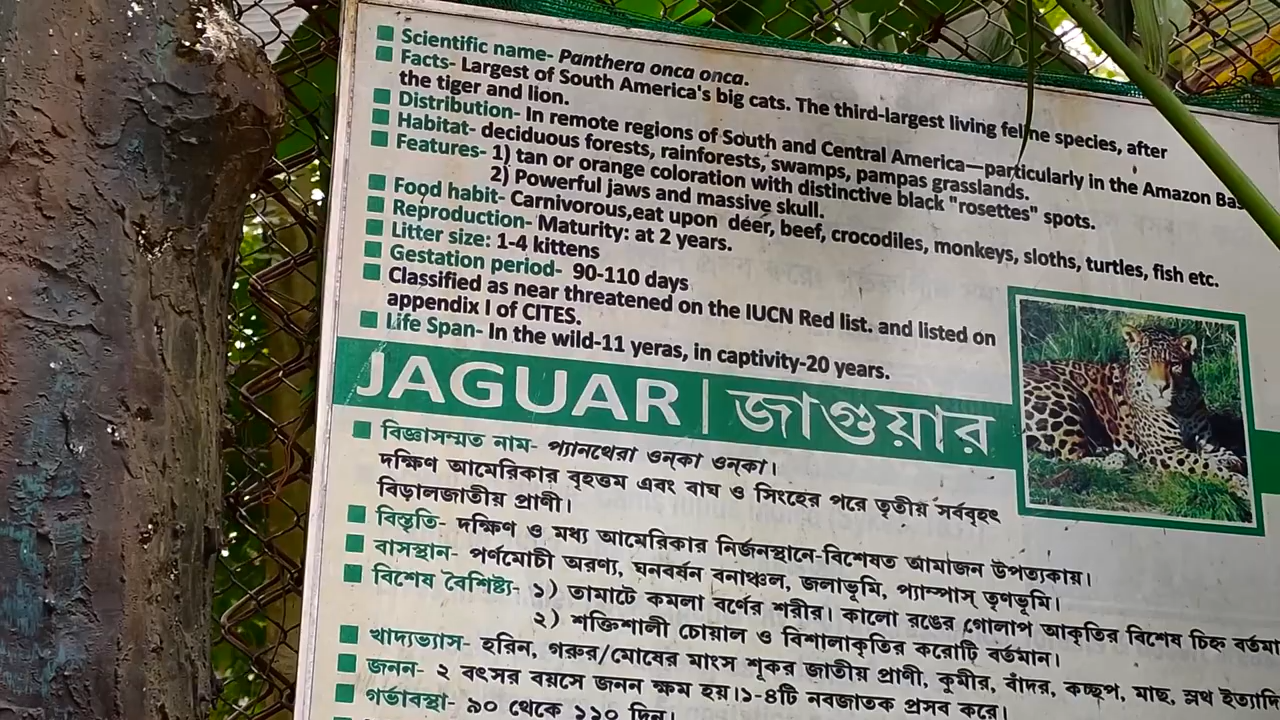 Scientific name- Panthera onca onca.
Facts- Largest of South America's big cats. The third-largest living feline species, after
the tiger and lion.
Distribution- In remote regions of South and Central America—particularly in the Amazon
Habitat- deciduous forests, rainforests, swamps, pampas grasslands.
Features- 1) tan or orange coloration with distinctive black "rosettes" spots.
2) Powerful jaws and massive skull.
Food habit- Carnivorous,eat upon deer, beef, crocodiles, monkeys, sloths, turtles, fish etc.
Reproduction- Maturity: at 2 years.
Litter size: 1-4 kittens
Gestation period- 90-110 days
Classified as near threatened on the IUCN Red list. and listed on
appendix I of CITES.
Life Span- In the wild-11 yeras, in captivity-20 years.
JAGUAR | জাগুয়ার
বিজ্ঞাসম্মত নাম- প্যানথেরা ওন্‌কা ওন্‌কা।
দক্ষিণ আমেরিকার বৃহত্তম এবং বাঘ ও সিংহের পরে তৃতীয় সর্ববৃহৎ
বিড়ালজাতীয় প্রাণী।
বিস্তৃতি- দক্ষিণ ও মধ্য আমেরিকার নির্জনস্থানে-বিশেষত আমাজন উপত্যকায়।
বাসস্থান- পর্ণমোচী অরণ্য, ঘনবর্ষন বনাঞ্চল, জলাভূমি, প্যাম্পাস্ তৃণভূমি।
বিশেষ বৈশিষ্ট্য- ১) তামাটে কমলা বর্ণের শরীর। কালো রঙের গোলাপ আকৃতির বিশেষ চিহ্ন
২) শক্তিশালী চোয়াল ও বিশালাকৃতির করোটি বর্তমান।
খাদ্যভ্যাস- হরিন, গরুর/মোষের মাংস শূকর জাতীয় প্রাণী, কুমীর, বাঁদর, কচ্ছপ, মাছ, স্লথ ইত্যাদি
জনন- ২ বৎসর বয়সে জনন ক্ষম হয়।১-৪টি নবজাতক প্রসব করে।
গর্ভাবস্থা- ৯০ থেকে ১১০ দিন।